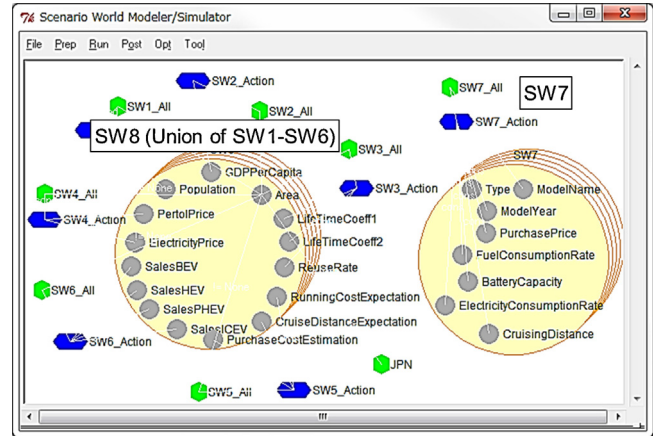 Scenario World Modeler/Simulator
File Prep Run Post Opt Tool
SW2_Action
SW7_All
SW7
SW1_All
SW2_All
SW7_Action
SW8 (Union of SW1-SW6)
SW3_All
SW7
GDPPerCapita
Population
Area
SW3_Action
Type
ModelName
SW4_All
PertolPrice
LifeTimeCoeff1
ModelYear
SW4_Action
PurchasePrice
ElectricityPrice
LifeTimeCoeff2
FuelConsumptionRate
SalesBEV
ReuseRate
BatteryCapacity
SW6_All
SalesHEV
RunningCostExpectation
ElectricityConsumptionRate
SalesPHEV
CruiseDistanceExpectation
SalesICEV
PurchaseCostEstimation
CruisingDistance
SW6_Action
JPN
SW5_All
SW5_Action